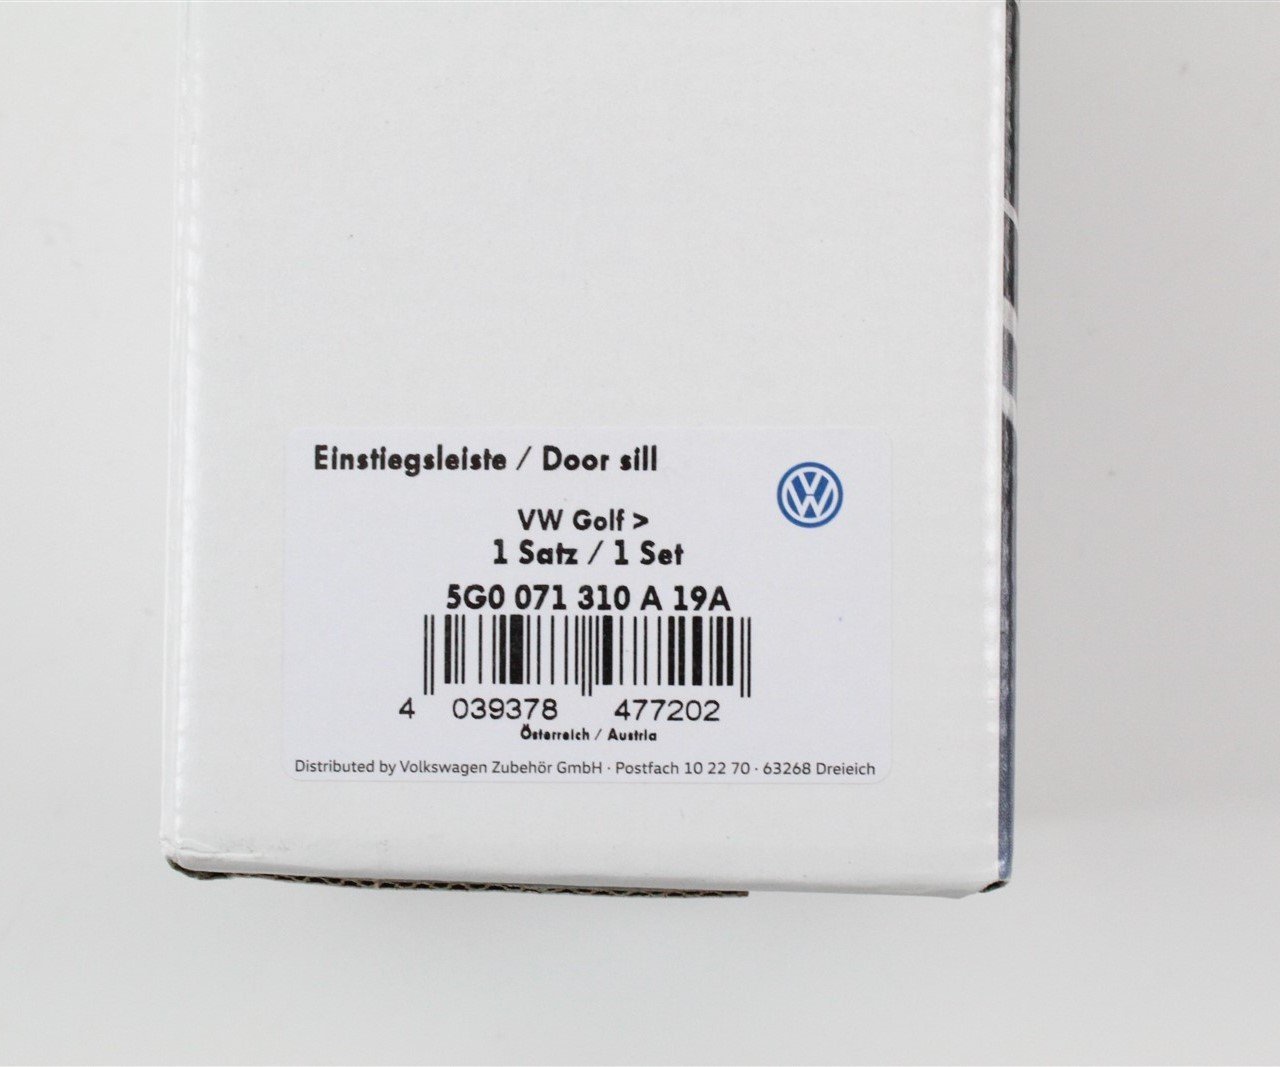 Einstiegsleiste / Door sill
VW Golf >
1 Satz / 1 Set
5G0 071 310 A 19A
4 039378 477202
Österreich / Austria
Distributed by Volkswagen Zubehör GmbH · Postfach 10 22 70 · 63268 Dreieich